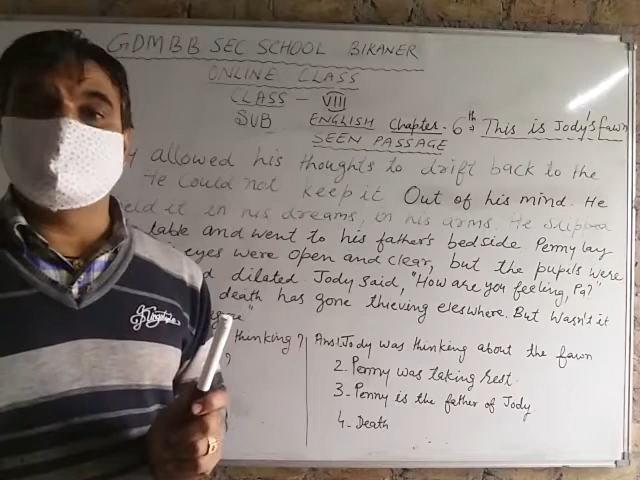 GDMBB SEC SCHOOL BIKANER
ONLINE CLASS
CLASS - VIII
SUB ENGLISH Chapter. 6th :- This is Jody's fawn
SEEN PASSAGE
y allowed his thoughts to drift back to the
He Could not keep it Out of his mind. He
eld it in his dreams, in his arms. He slipped
table and went to his father's bedside Penny lay
eyes were open and clear, but the pupils were
d dilated Jody said, "How are you feeling, Pa?"
death has gone thieving eleswhere. But Wasn't it
thinking? Ans:1 Jody was thinking about the fawn
? 2. Penny was taking rest.
3. Penny is the father of Jody
4. Death